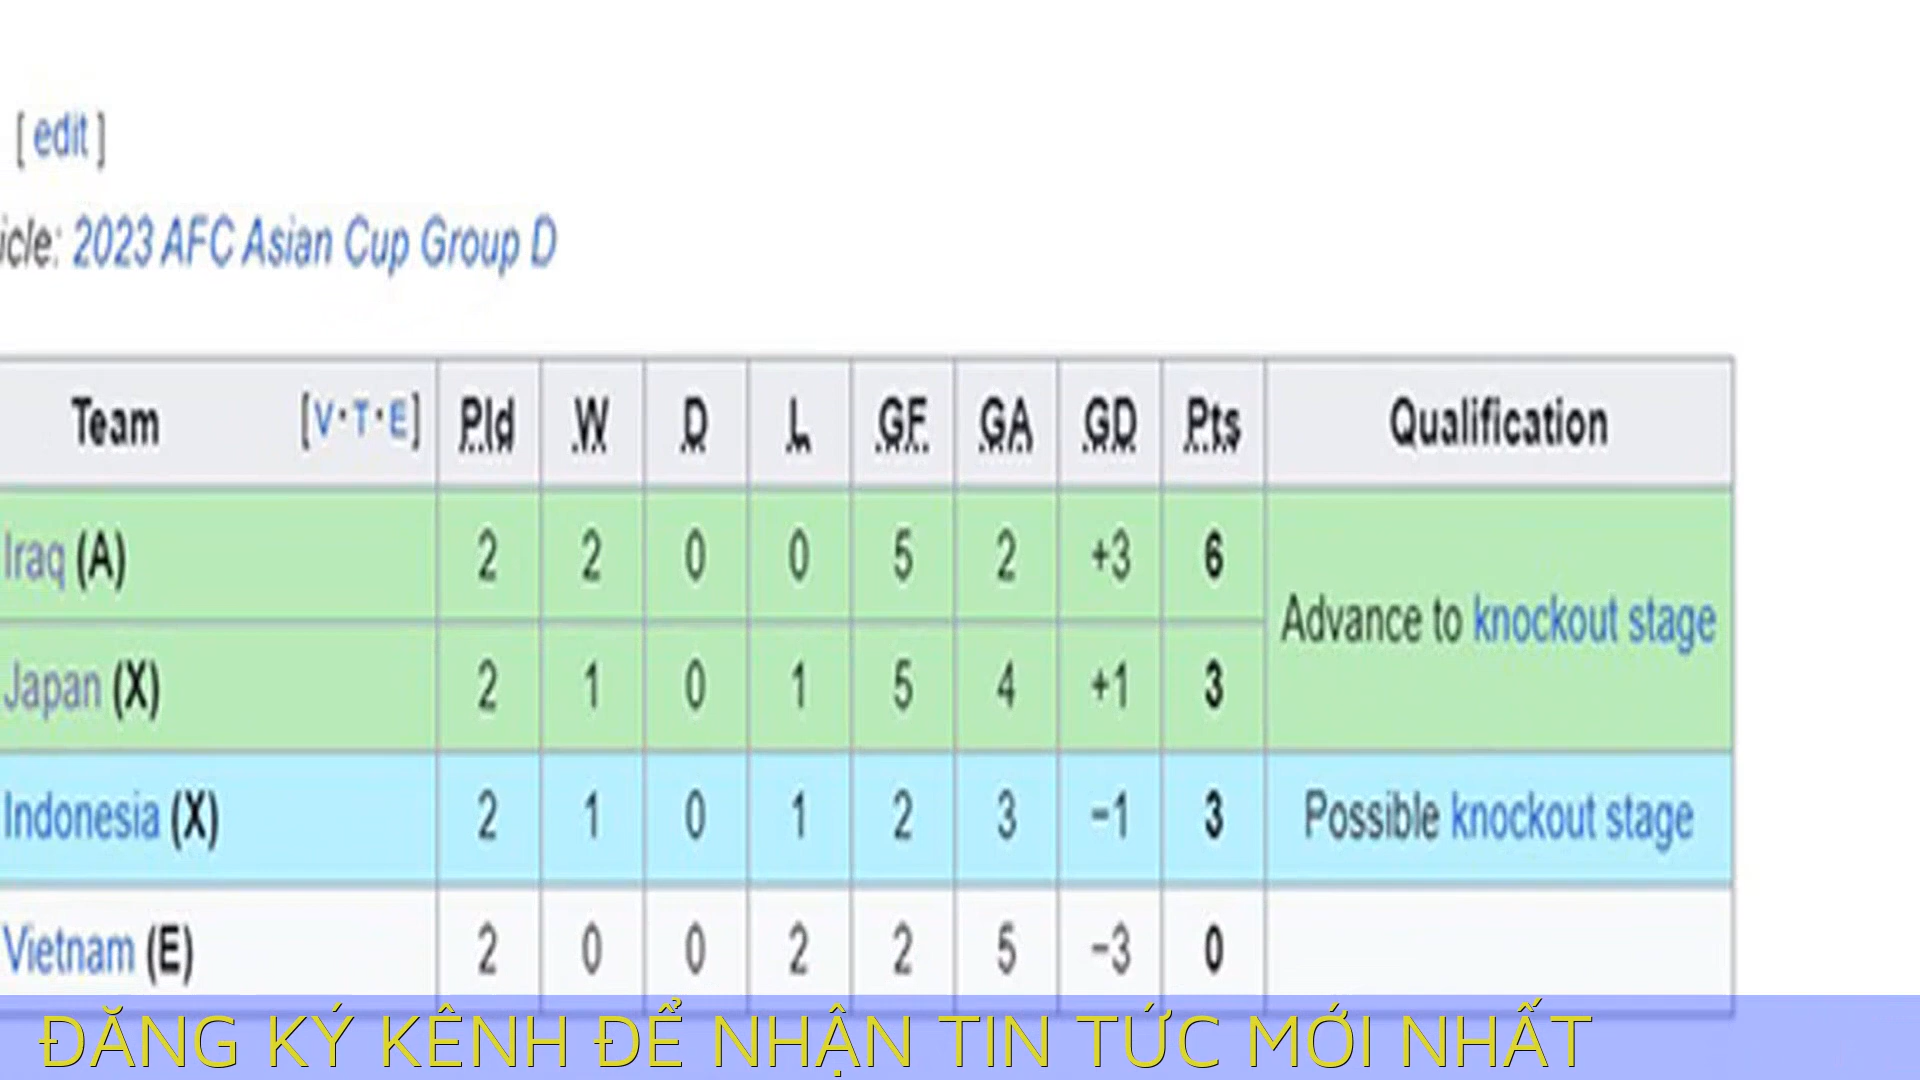 [ edit ]
icle: 2023 AFC Asian Cup Group D
Team [V·T·E] Pld W D L GF GA GD Pts Qualification
Iraq (A) 2 2 0 0 5 2 +3 6 Advance to knockout stage
Japan (X) 2 1 0 1 5 4 +1 3
Indonesia (X) 2 1 0 1 2 3 −1 3 Possible knockout stage
Vietnam (E) 2 0 0 2 2 5 −3 0
ĐĂNG KÝ KÊNH ĐỂ NHẬN TIN TỨC MỚI NHẤT